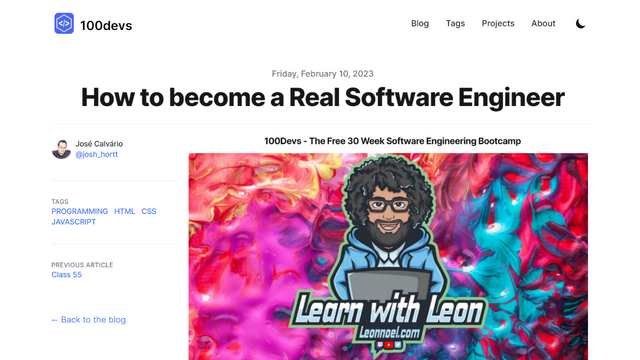 100devs
Blog Tags Projects About
Friday, February 10, 2023
How to become a Real Software Engineer
José Calvário
@josh_hortt
100Devs - The Free 30 Week Software Engineering Bootcamp
TAGS
PROGRAMMING HTML CSS
JAVASCRIPT
PREVIOUS ARTICLE
Class 55
← Back to the blog
Learn with Leon
Leonnoel.com